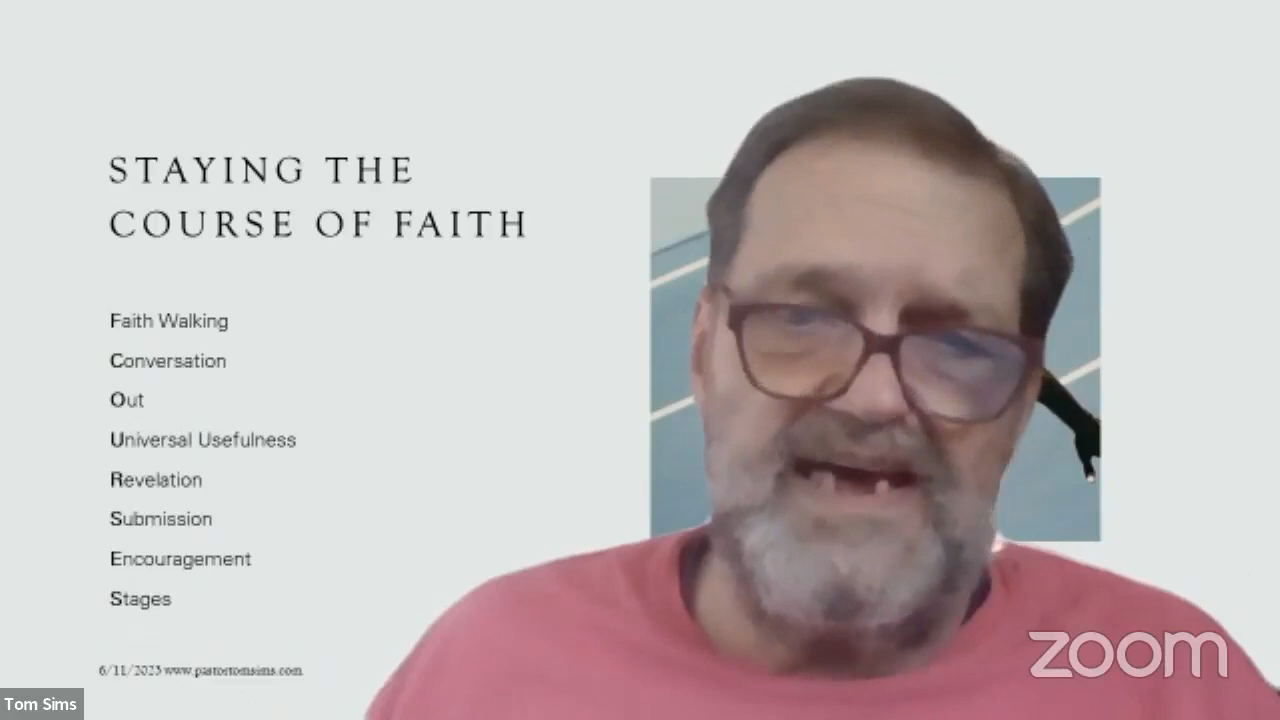 STAYING THE
COURSE OF FAITH
Faith Walking
Conversation
Out
Universal Usefulness
Revelation
Submission
Encouragement
Stages
6/11/2023 www.pastortomsims.com
Tom Sims
zoom